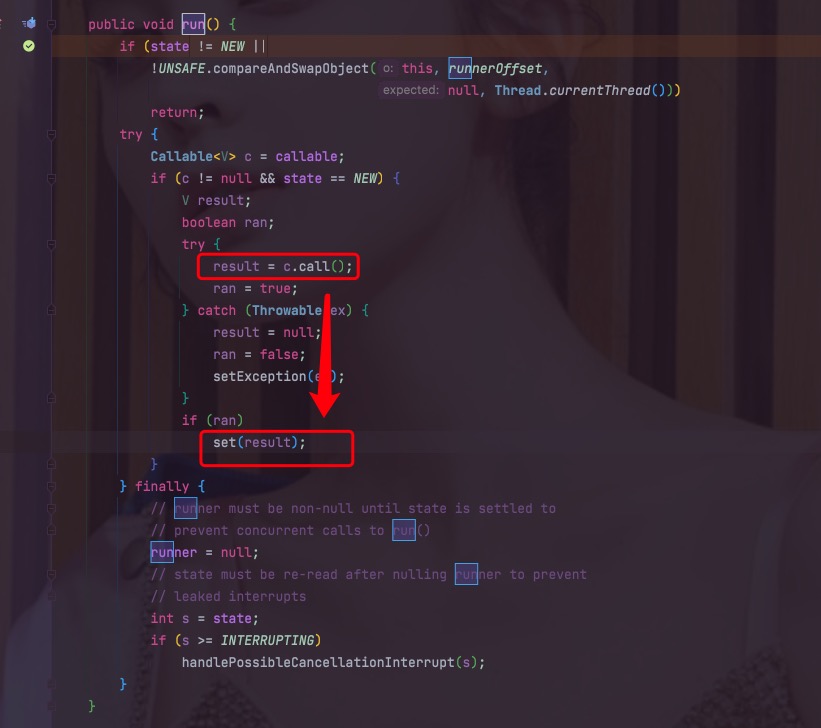 public void run() {
if (state != NEW ||
!UNSAFE.compareAndSwapObject( o: this, runnerOffset,
expected: null, Thread.currentThread()))
return;
try {
Callable<V> c = callable;
if (c != null && state == NEW) {
V result;
boolean ran;
try {
result = c.call();
ran = true;
} catch (Throwable ex) {
result = null;
ran = false;
setException(e);
}
if (ran)
set(result);
}
} finally {
// runner must be non-null until state is settled to
// prevent concurrent calls to run()
runner = null;
// state must be re-read after nulling runner to prevent
// leaked interrupts
int s = state;
if (s >= INTERRUPTING)
handlePossibleCancellationInterrupt(s);
}
}